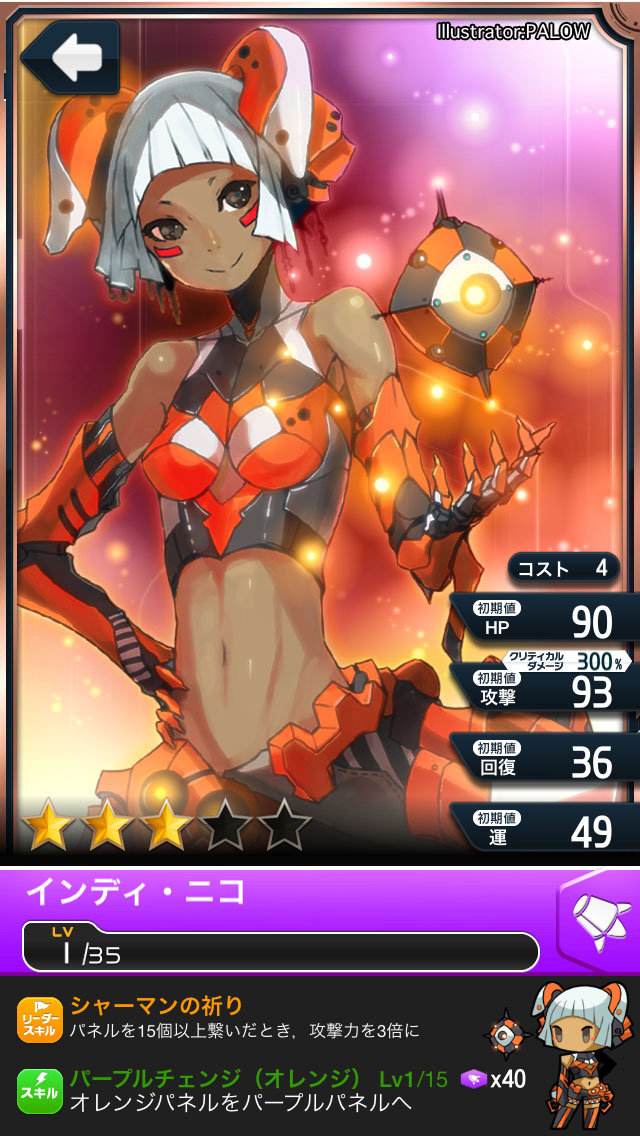 Illustrator:PALOW
コスト 4
初期値
HP 90
クリティカル
ダメージ 300%
初期値
攻撃 93
初期値
回復 36
初期値
運 49
インディ・ニコ
LV
1/35
リーダー
スキル
シャーマンの祈り
パネルを15個以上繋いだとき，攻撃力を3倍に
スキル
パープルチェンジ（オレンジ） Lv1/15 x40
オレンジパネルをパープルパネルへ